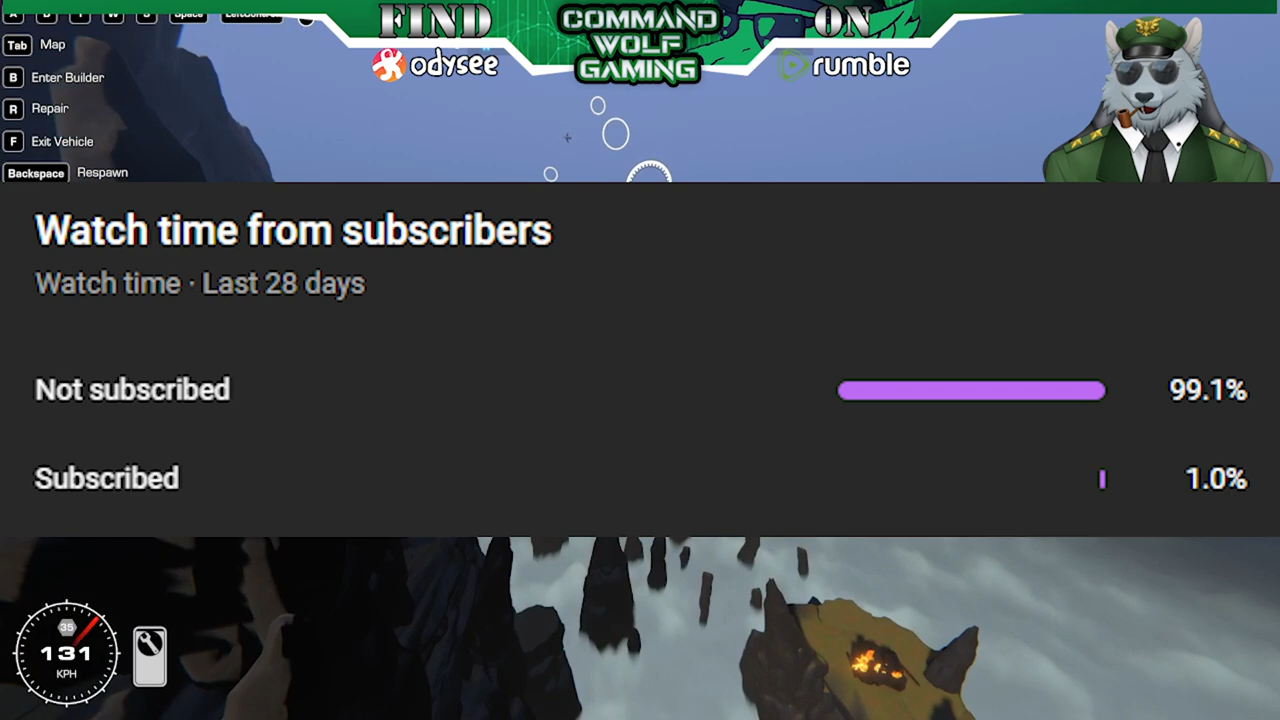 FIND
COMMAND
WOLF
GAMING
ON
odysee
rumble
Space
Tab Map
B Enter Builder
R Repair
F Exit Vehicle
Backspace Respawn
Watch time from subscribers
Watch time · Last 28 days
Not subscribed 99.1%
Subscribed 1.0%
35
131
KPH